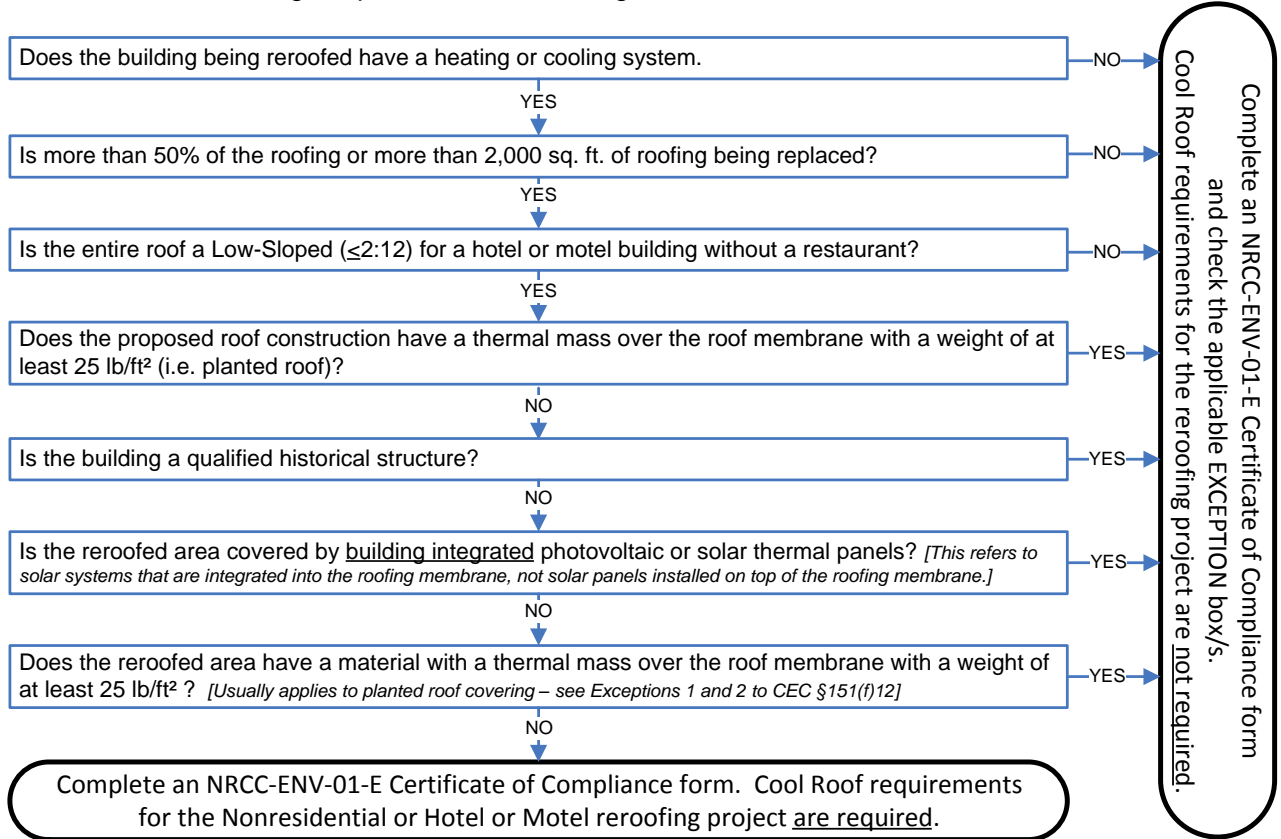 Does the building being reroofed have a heating or cooling system.
NO
YES
Is more than 50% of the roofing or more than 2,000 sq. ft. of roofing being replaced?
NO
YES
Is the entire roof a Low-Sloped (≤2:12) for a hotel or motel building without a restaurant?
NO
YES
Does the proposed roof construction have a thermal mass over the roof membrane with a weight of at
least 25 lb/ft² (i.e. planted roof)?
YES
NO
Is the building a qualified historical structure?
YES
NO
Is the reroofed area covered by building integrated photovoltaic or solar thermal panels? [This refers to
solar systems that are integrated into the roofing membrane, not solar panels installed on top of the roofing membrane.]
YES
NO
Does the reroofed area have a material with a thermal mass over the roof membrane with a weight of
at least 25 lb/ft² ? [Usually applies to planted roof covering – see Exceptions 1 and 2 to CEC §151(f)12]
YES
NO
Complete an NRCC-ENV-01-E Certificate of Compliance form. Cool Roof requirements
for the Nonresidential or Hotel or Motel reroofing project are required.
Complete an NRCC-ENV-01-E Certificate of Compliance form
and check the applicable EXCEPTION box/s.
Cool Roof requirements for the reroofing project are not required.